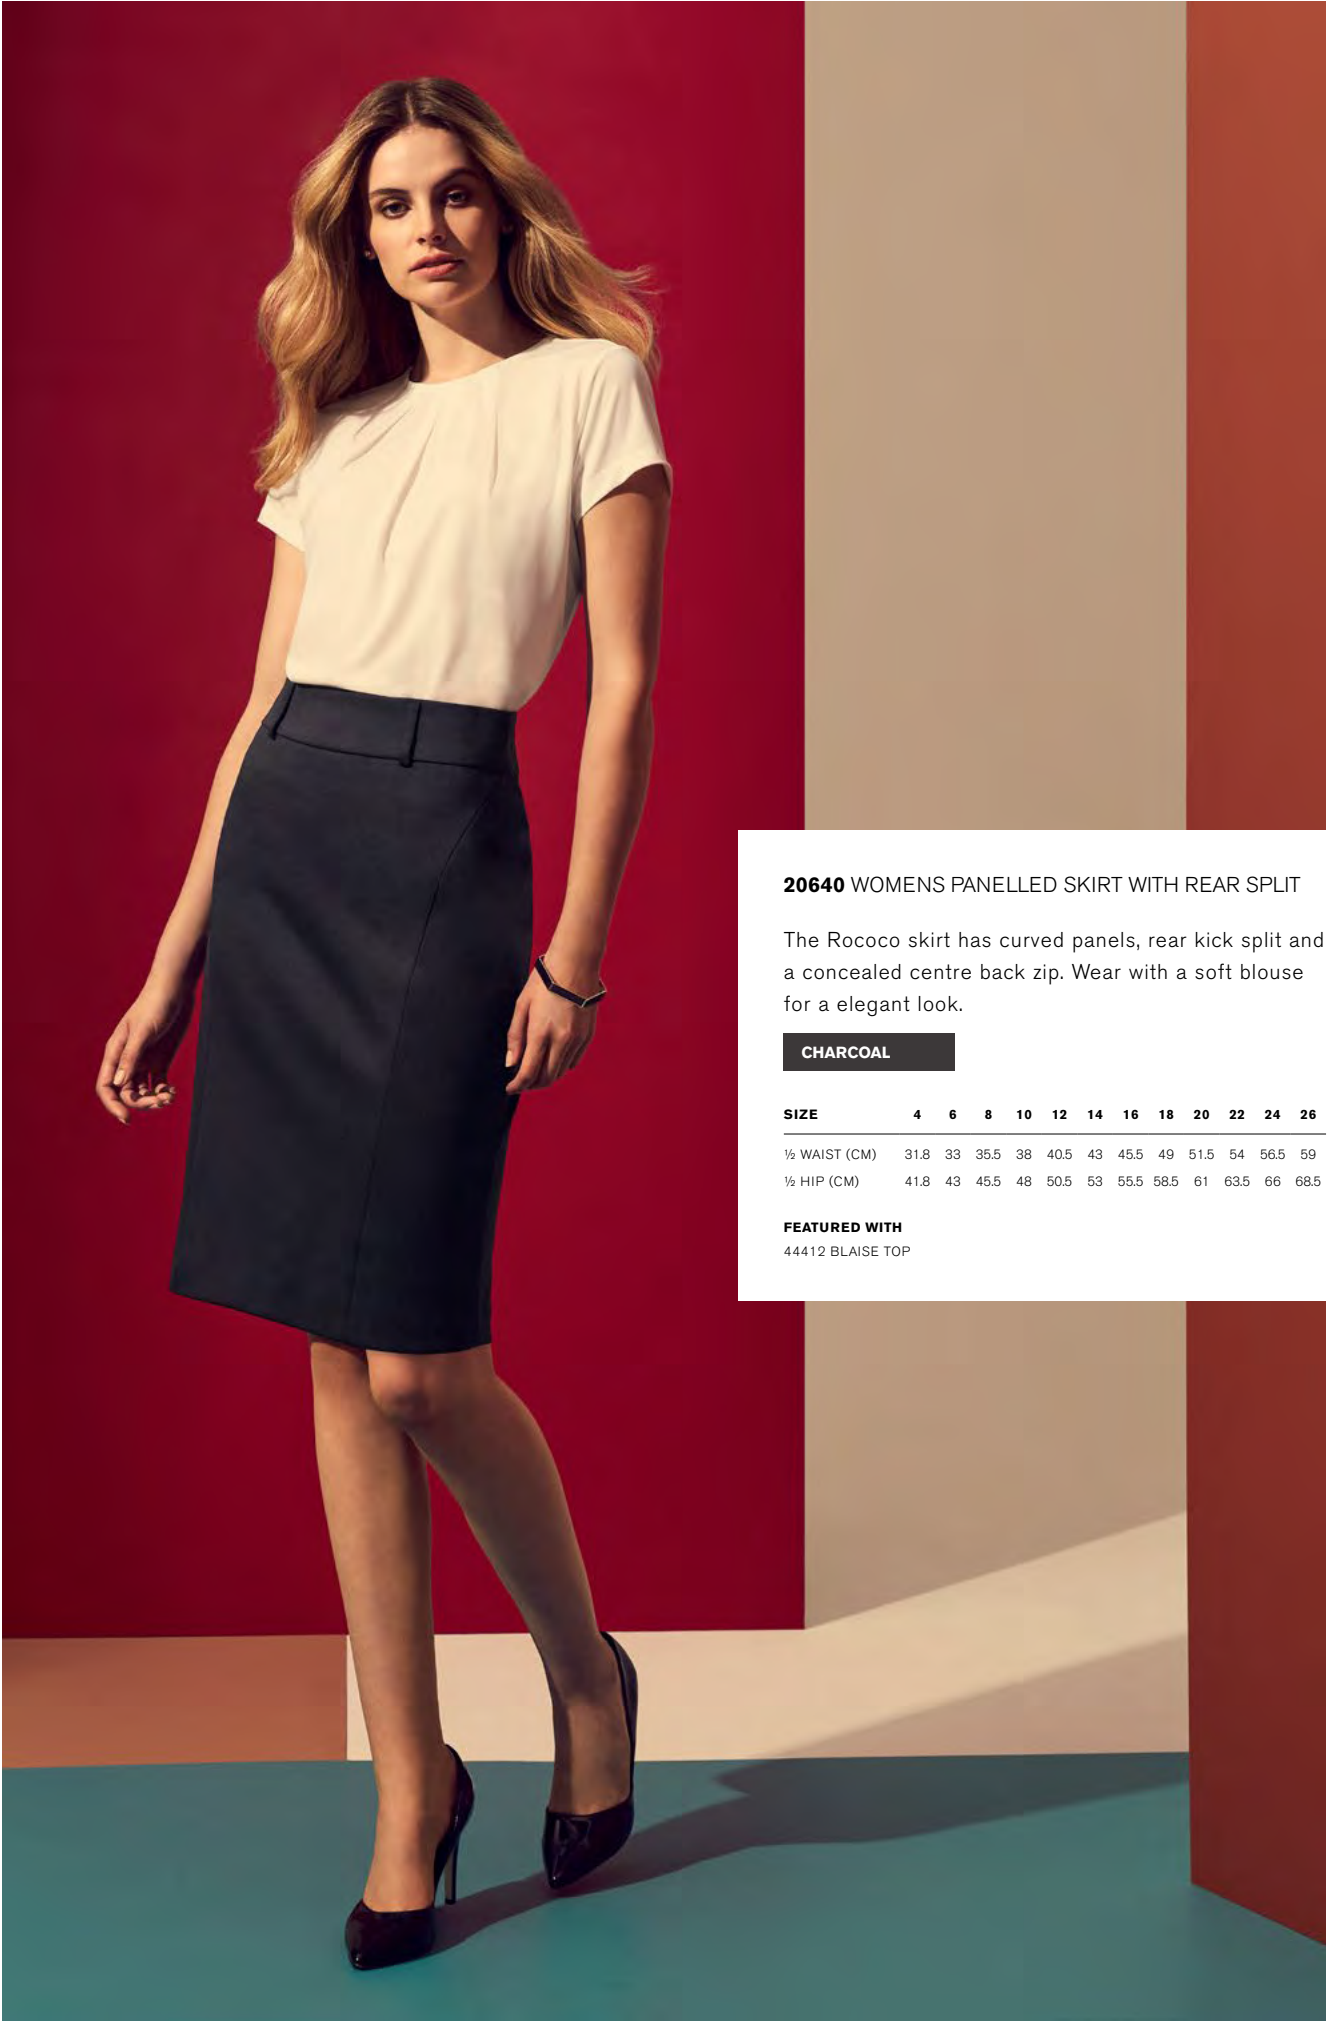 20640 WOMENS PANELLED SKIRT WITH REAR SPLIT
The Rococo skirt has curved panels, rear kick split and
a concealed centre back zip. Wear with a soft blouse
for a elegant look.
CHARCOAL
SIZE 4 6 8 10 12 14 16 18 20 22 24 26
½ WAIST (CM) 31.8 33 35.5 38 40.5 43 45.5 49 51.5 54 56.5 59
½ HIP (CM) 41.8 43 45.5 48 50.5 53 55.5 58.5 61 63.5 66 68.5
FEATURED WITH
44412 BLAISE TOP